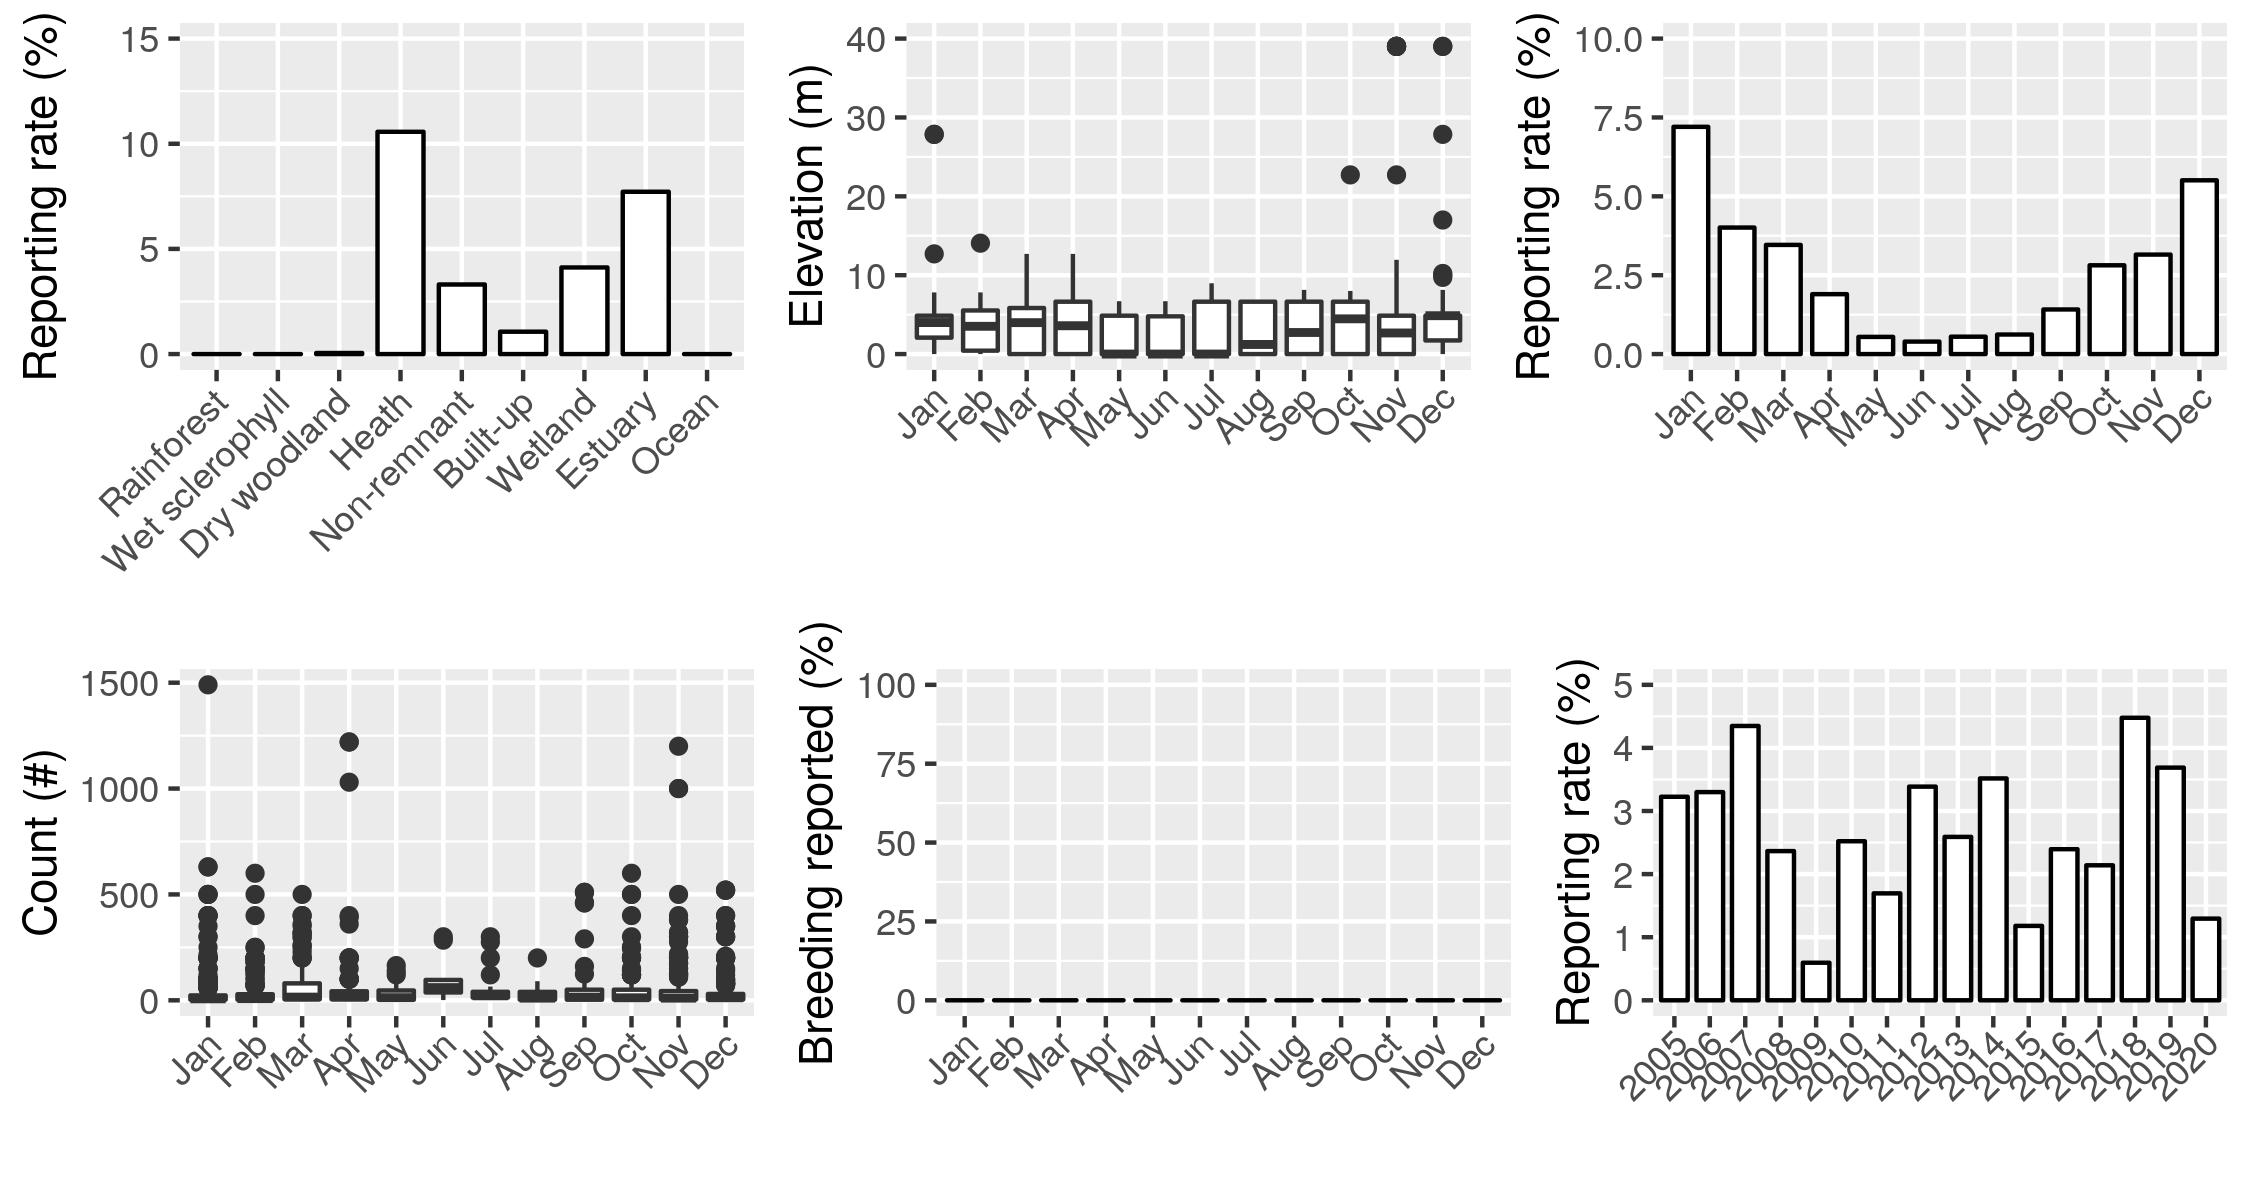 Reporting rate (%)
15
10
5
0
Rainforest
Wet sclerophyll
Dry woodland
Heath
Non-remnant
Built-up
Wetland
Estuary
Ocean
Elevation (m)
40
30
20
10
0
Jan
Feb
Mar
Apr
May
Jun
Jul
Aug
Sep
Oct
Nov
Dec
Reporting rate (%)
10.0
7.5
5.0
2.5
0.0
Jan
Feb
Mar
Apr
May
Jun
Jul
Aug
Sep
Oct
Nov
Dec
Count (#)
1500
1000
500
0
Jan
Feb
Mar
Apr
May
Jun
Jul
Aug
Sep
Oct
Nov
Dec
Breeding reported (%)
100
75
50
25
0
Jan
Feb
Mar
Apr
May
Jun
Jul
Aug
Sep
Oct
Nov
Dec
Reporting rate (%)
5
4
3
2
1
0
2005
2006
2007
2008
2009
2010
2011
2012
2013
2014
2015
2016
2017
2018
2019
2020